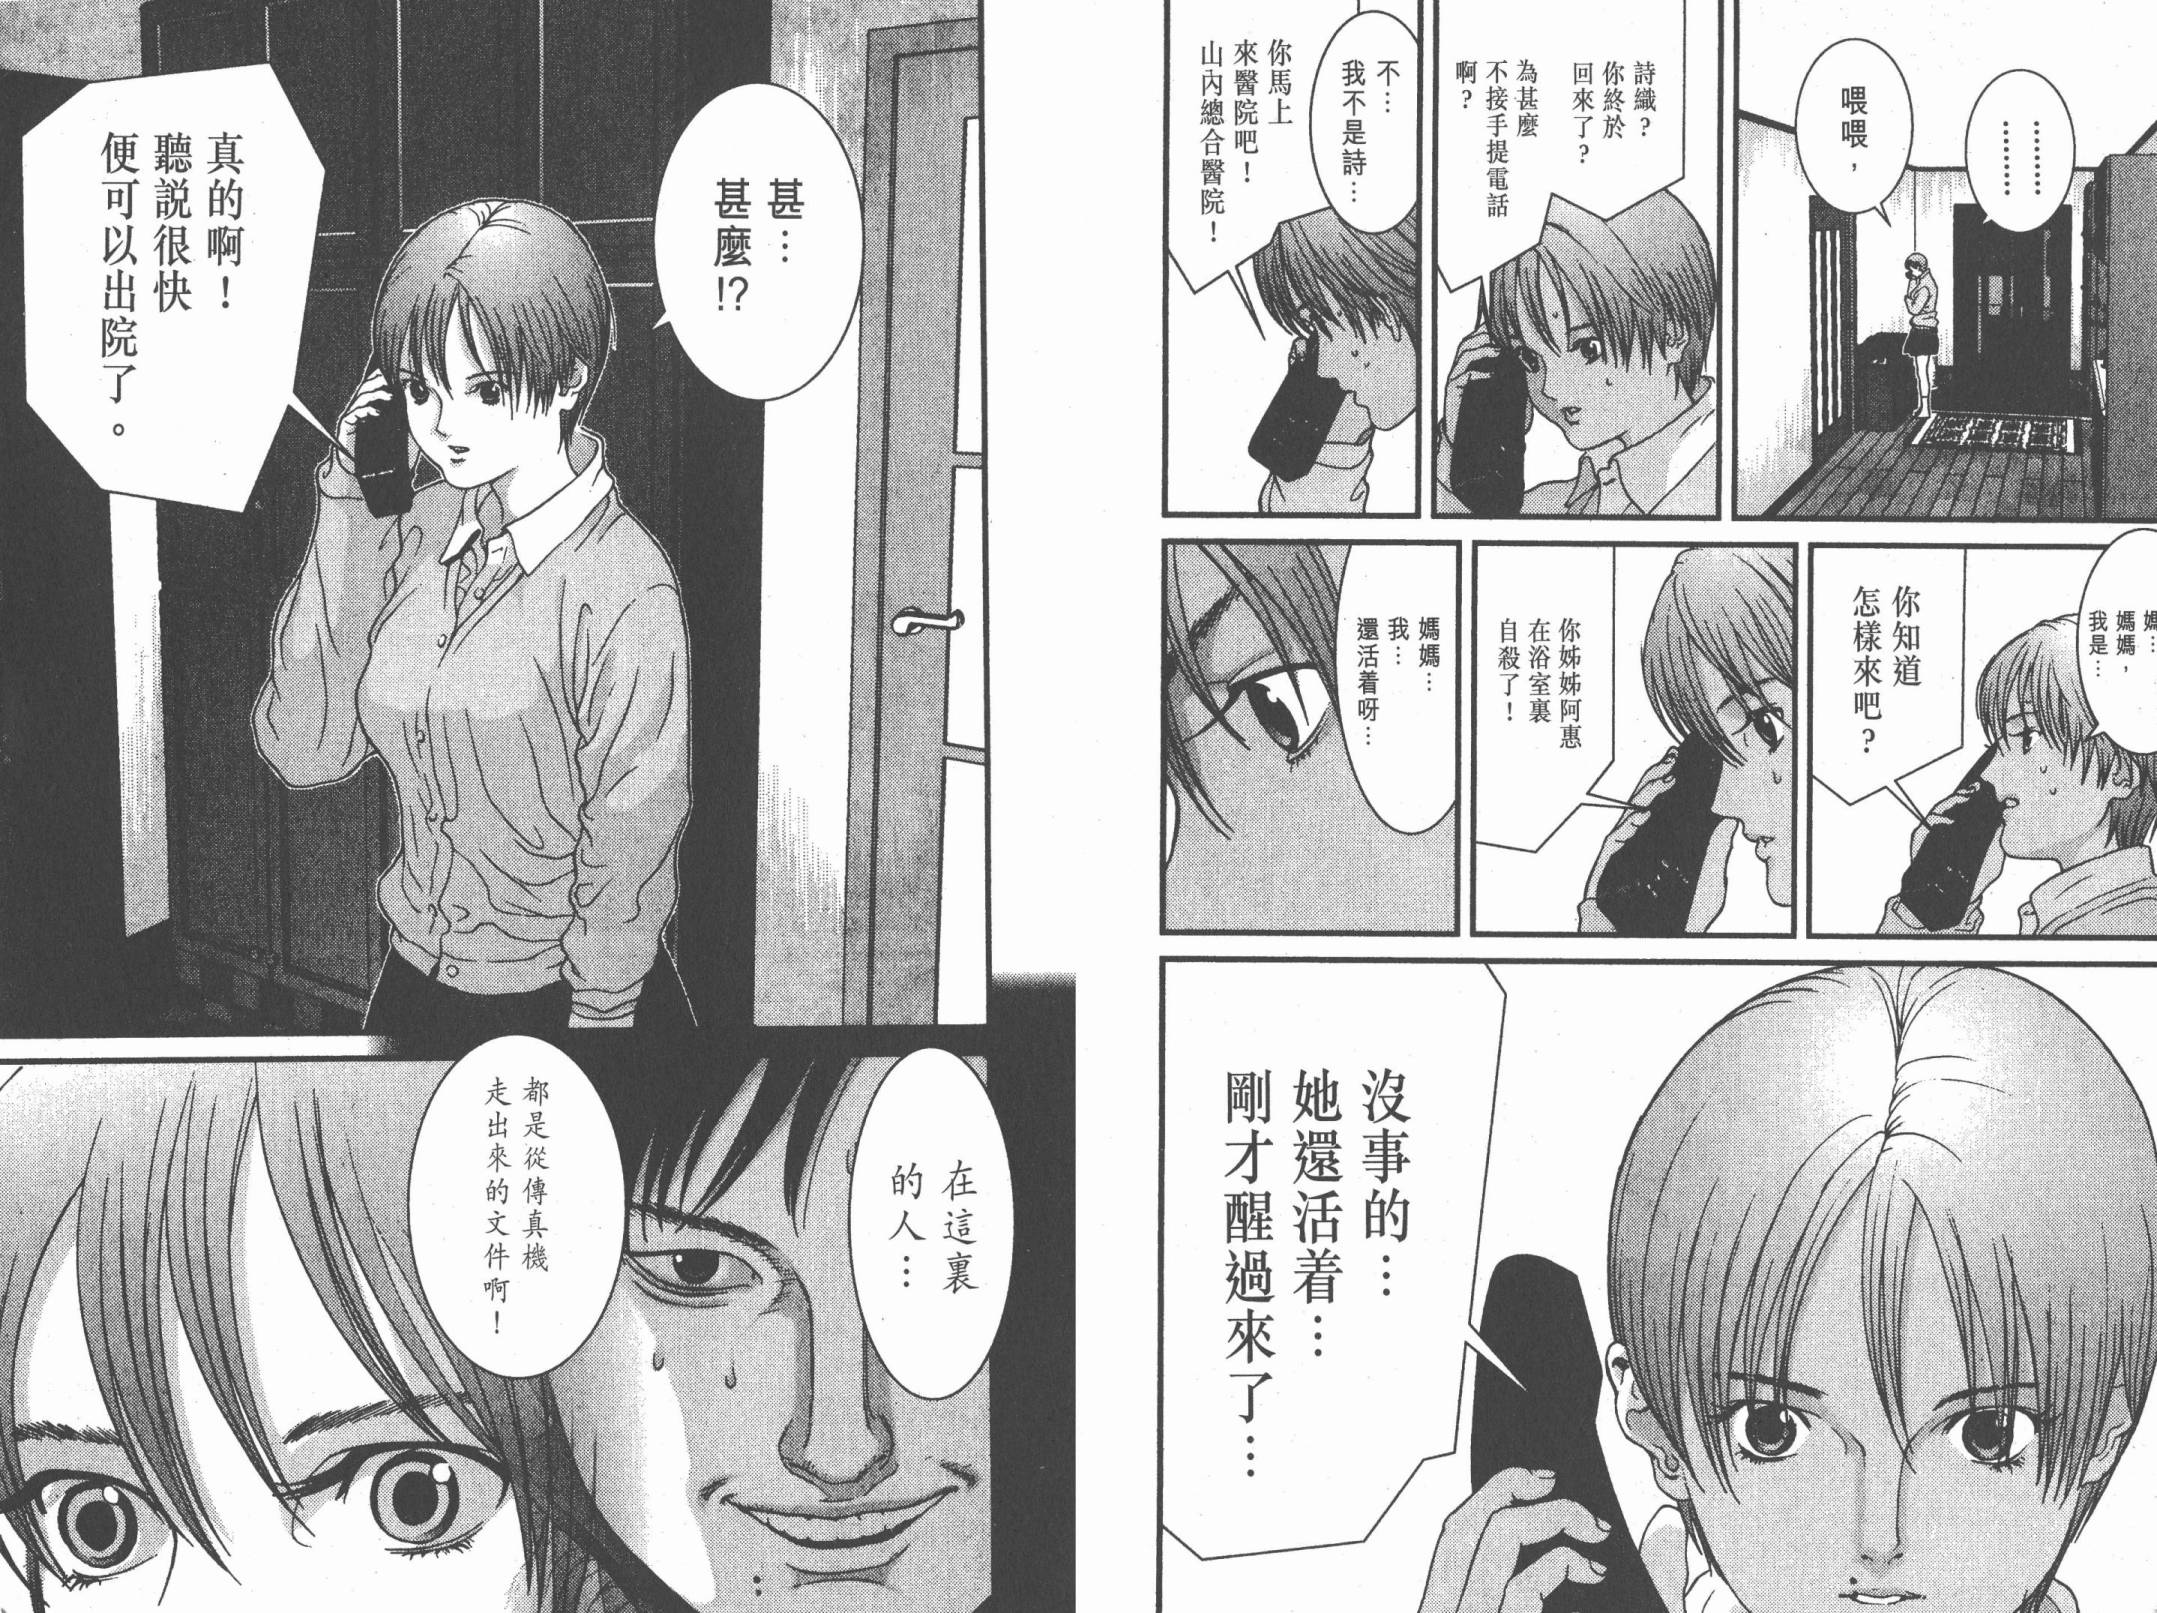 ………
………
喂喂，
詩織？
你終於
回來了？
為甚麼
不接手提電話
啊？
不…
我不是詩…
你馬上
來醫院吧！
山內總合醫院！
媽…
媽媽，
我是…
你知道
怎樣來吧？
你姊姊阿惠
在浴室裏
自殺了！
媽媽…
我…
還活着呀…
沒事的…
她還活着…
剛才醒過來了…
甚…
甚麼!?
真的啊！
聽説很快
便可以出院了。
在這裏
的人…
都是從傳真機
走出來的文件啊！